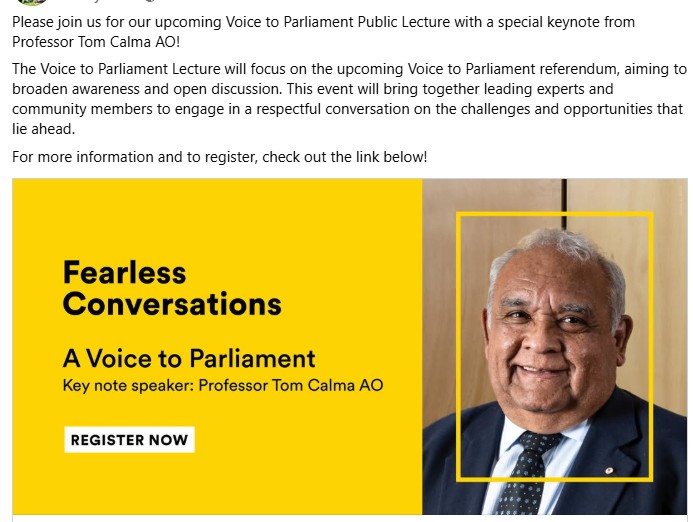 Please join us for our upcoming Voice to Parliament Public Lecture with a special keynote from
Professor Tom Calma AO!
The Voice to Parliament Lecture will focus on the upcoming Voice to Parliament referendum, aiming to
broaden awareness and open discussion. This event will bring together leading experts and
community members to engage in a respectful conversation on the challenges and opportunities that
lie ahead.
For more information and to register, check out the link below!
Fearless
Conversations
A Voice to Parliament
Key note speaker: Professor Tom Calma AO
REGISTER NOW